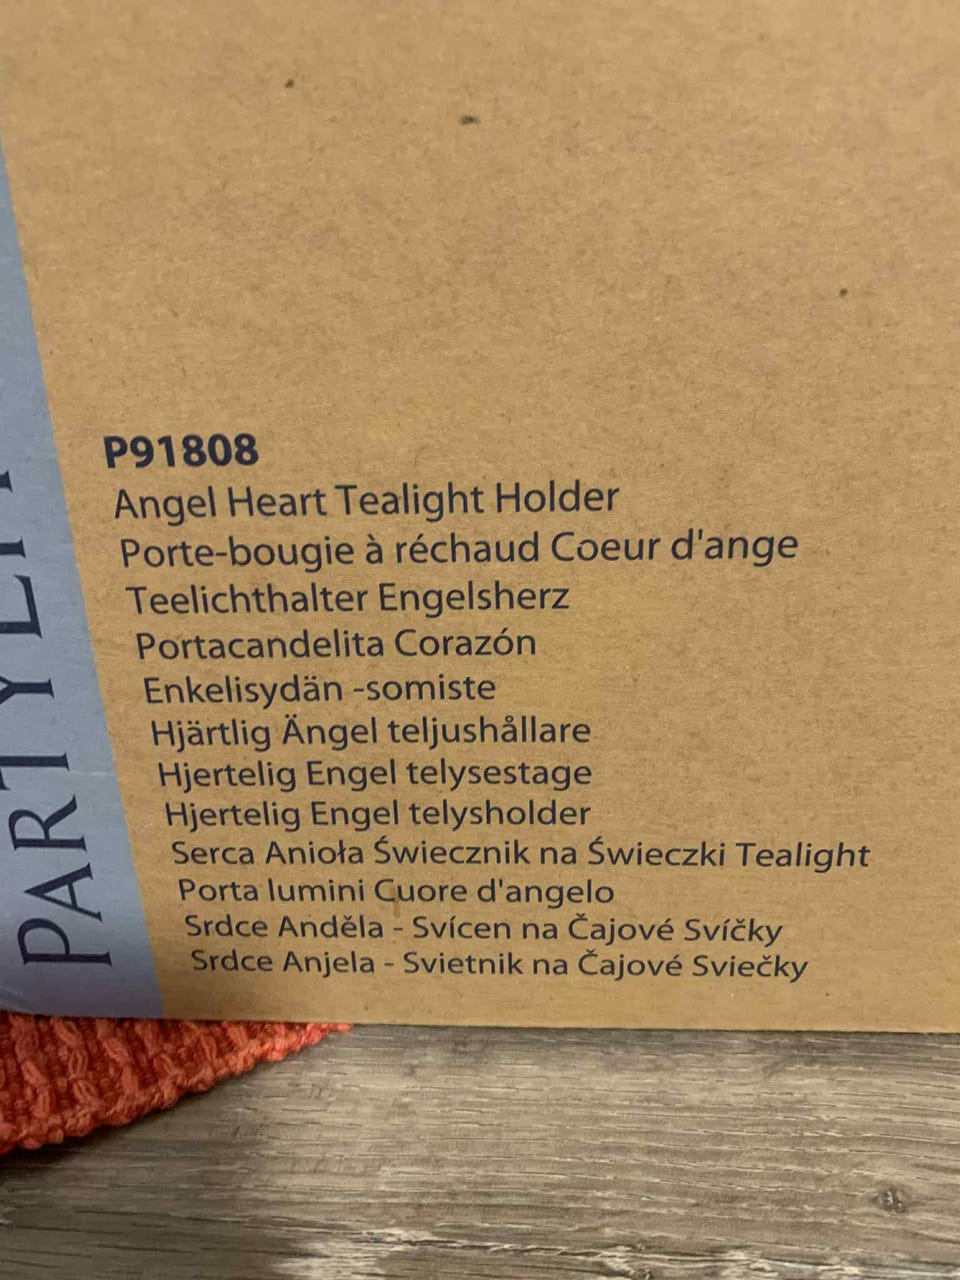 PARTYLIT
P91808
Angel Heart Tealight Holder
Porte-bougie à réchaud Coeur d'ange
Teelichthalter Engelsherz
Portacandelita Corazón
Enkelisydän -somiste
Hjärtlig Ängel teljushållare
Hjertelig Engel telysestage
Hjertelig Engel telysholder
Serca Anioła Świecznik na Świeczki Tealight
Porta lumini Cuore d'angelo
Srdce Anděla - Svícen na Čajové Svíčky
Srdce Anjela - Svietnik na Čajové Sviečky